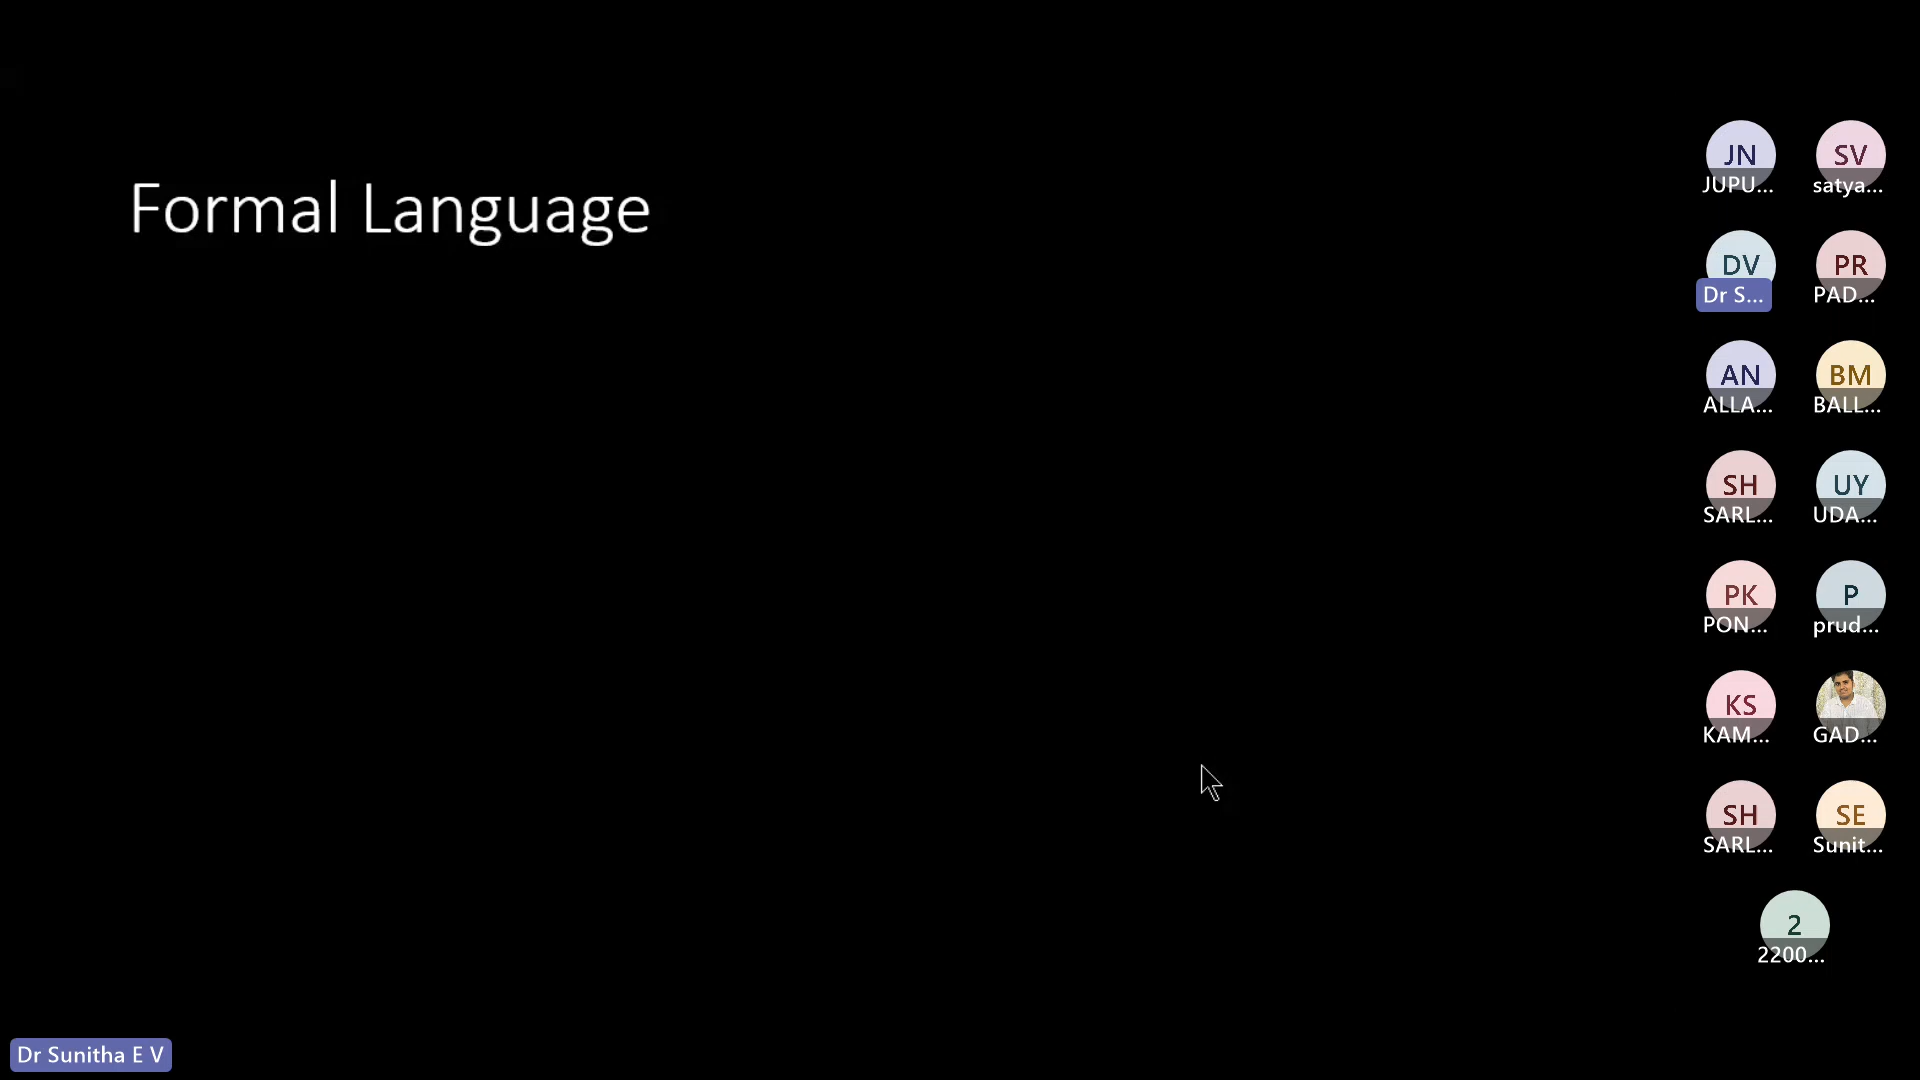 Formal Language
JN
JUPU...
SV
satya...
DV
Dr S...
PR
PAD...
AN
ALLA...
BM
BALL...
SH
SARL...
UY
UDA...
PK
PON...
P
prud...
KS
KAM...
GAD...
SH
SARL...
SE
Sunit...
2
2200...
Dr Sunitha E V